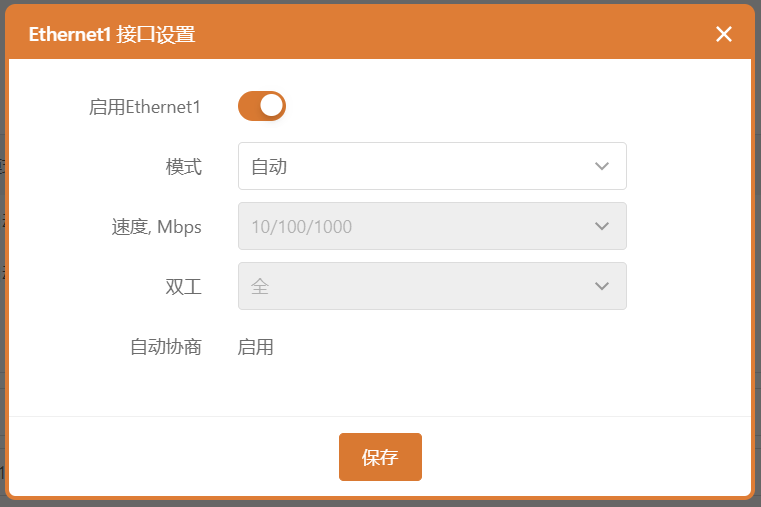 Ethernet1 接口设置
启用Ethernet1
模式 自动
速度, Mbps 10/100/1000
双工 全
自动协商 启用
保存